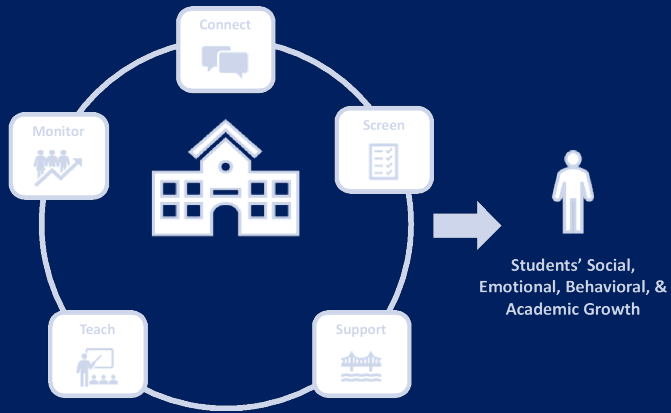 Connect
Monitor
Screen
Students' Social,
Emotional, Behavioral, &
Academic Growth
Teach
Support